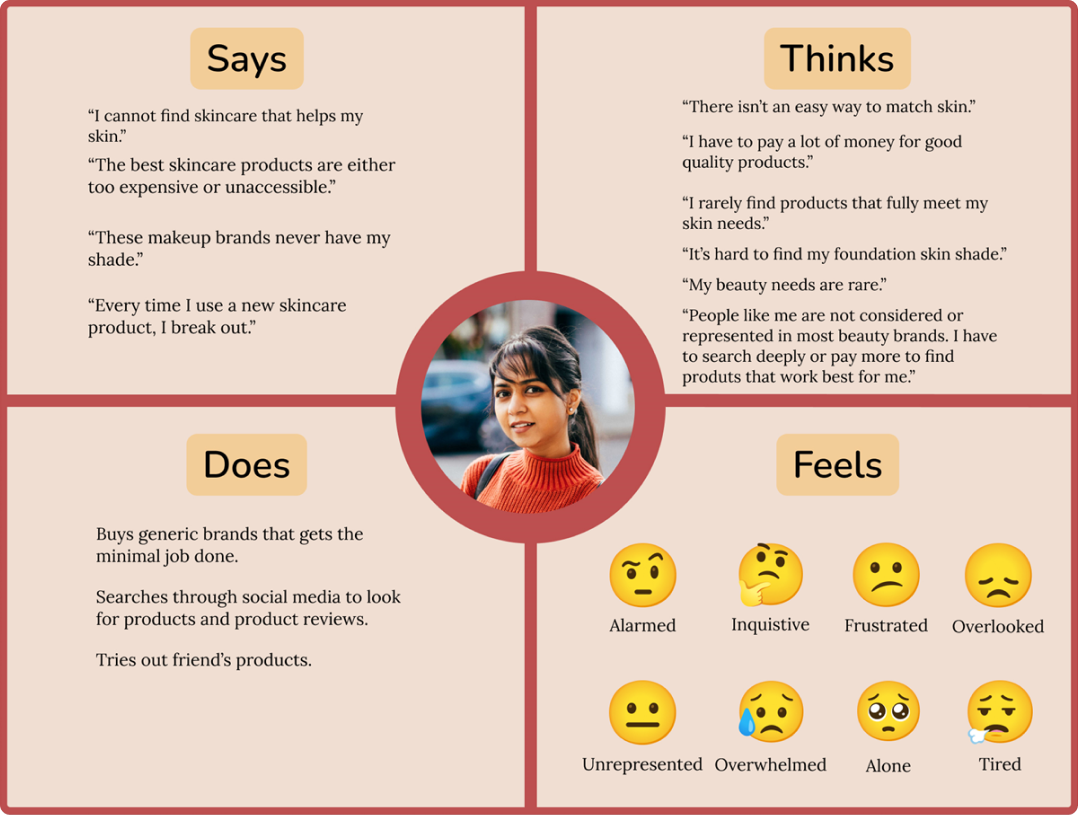 Says
“I cannot find skincare that helps my
skin.”
“The best skincare products are either
too expensive or unaccessible.”
“These makeup brands never have my
shade.”
“Every time I use a new skincare
product, I break out.”
Thinks
“There isn’t an easy way to match skin.”
“I have to pay a lot of money for good
quality products.”
“I rarely find products that fully meet my
skin needs.”
“It’s hard to find my foundation skin shade.”
“My beauty needs are rare.”
“People like me are not considered or
represented in most beauty brands. I have
to search deeply or pay more to find
produts that work best for me.”
Does
Buys generic brands that gets the
minimal job done.
Searches through social media to look
for products and product reviews.
Tries out friend’s products.
Feels
Alarmed
Inquistive
Frustrated
Overlooked
Unrepresented
Overwhelmed
Alone
Tired